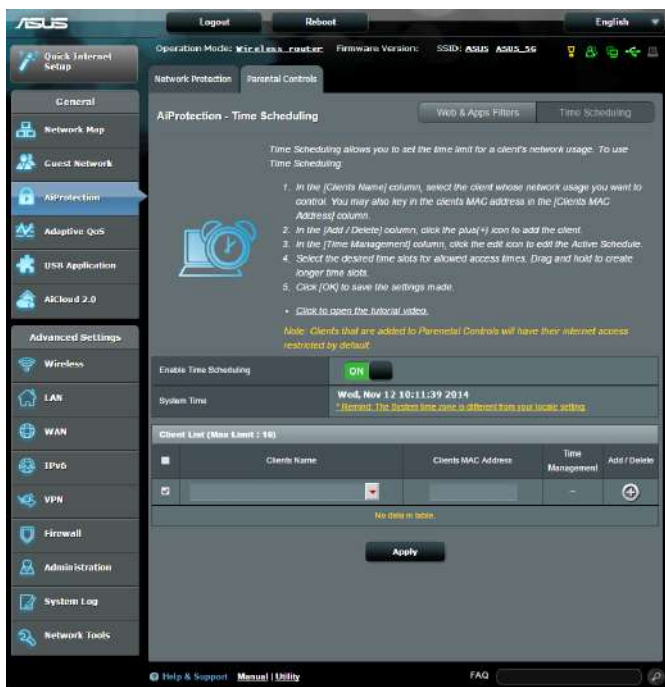 ASUS
Logout
Reboot
English
Quick Internet
Setup
Operation Mode: Wireless router Firmware Version: SSID: ASUS ASUS_5G
Network Protection
Parental Controls
General
Network Map
Guest Network
AiProtection
Adaptive QoS
USB Application
AiCloud 2.0
Advanced Settings
Wireless
LAN
WAN
IPv6
VPN
Firewall
Administration
System Log
Network Tools
AiProtection - Time Scheduling
Web & Apps Filters
Time Scheduling
Time Scheduling allows you to set the time limit for a client's network usage. To use
Time Scheduling:
1. In the [Clients Name] column, select the client whose network usage you want to
control. You may also key in the clients MAC address in the [Clients MAC
Address] column.
2. In the [Add / Delete] column, click the plus(+) icon to add the client.
3. In the [Time Management] column, click the edit icon to edit the Active Schedule.
4. Select the desired time slots for allowed access times. Drag and hold to create
longer time slots.
5. Click [OK] to save the settings made.
• Click to open the tutorial video.
Note: Clients that are added to Parenetal Controls will have their internet access
restricted by default.
Enable Time Scheduling
ON
System Time
Wed, Nov 12 10:11:39 2014
* Remind: The System time zone is different from your locale setting.
Client List (Max Limit : 16)
Clients Name
Clients MAC Address
Time
Management
Add / Delete
–
No data in table.
Apply
Help & Support Manual | Utility
FAQ